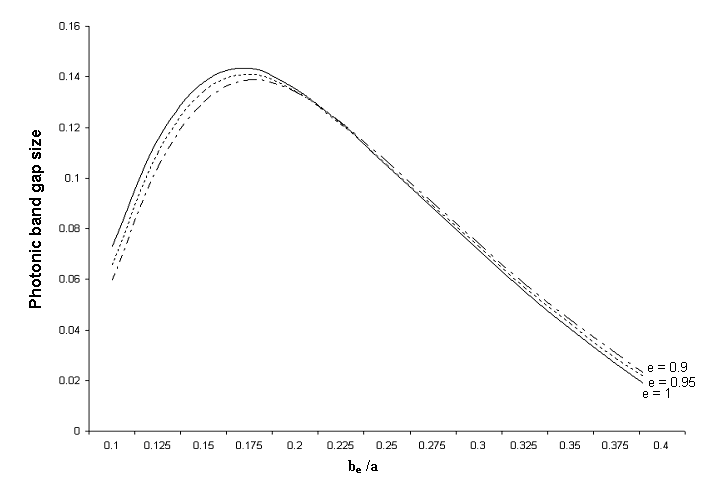 0.16
0.14
0.12
0.1
0.08
0.06
0.04
0.02
0
Photonic band gap size
e = 0.9
e = 0.95
e = 1
0.1 0.125 0.15 0.175 0.2 0.225 0.25 0.275 0.3 0.325 0.35 0.375 0.4
be /a